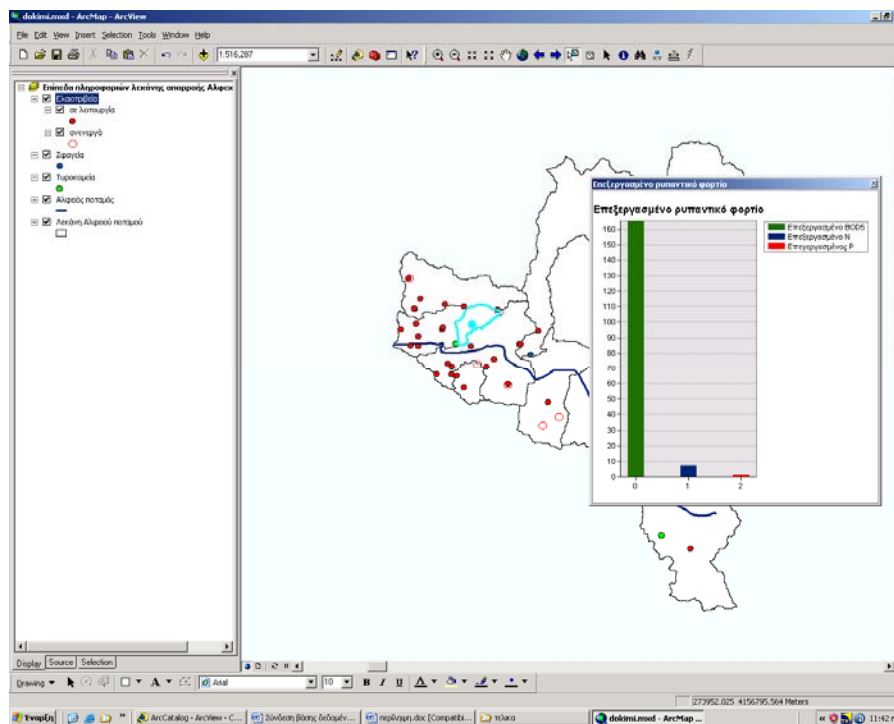 dokimi.mxd - ArcMap - ArcView
File Edit View Insert Selection Tools Window Help
1:516,287
Επίπεδα πληροφοριών λεκάνης απορροής Αλφει
Ελαιοτριβεία
σε λειτουργία
ανενεργά
Σφαγεία
Τυροκομεία
Αλφειός ποταμός
Λεκάνη Αλφειού ποταμού
Επεξεργασμένο ρυπαντικό φορτίο
Επεξεργασμένο ρυπαντικό φορτίο
Επεξεργασμένο BOD5
Επεξεργασμένο N
Επεγεργασμένος P
160
150
140
130
120
110
100
90
80
70
60
50
40
30
20
10
0
0 1 2
Display Source Selection
Drawing
A
Arial
10
B I U A
273952.025 4156795.564 Meters
Έναρξη
ArcCatalog - ArcView - C...
Σύνδεση βάσης δεδομέν...
περίληψη.doc [Compatibi...
τελικα
dokimi.mxd - ArcMap ...
11:42